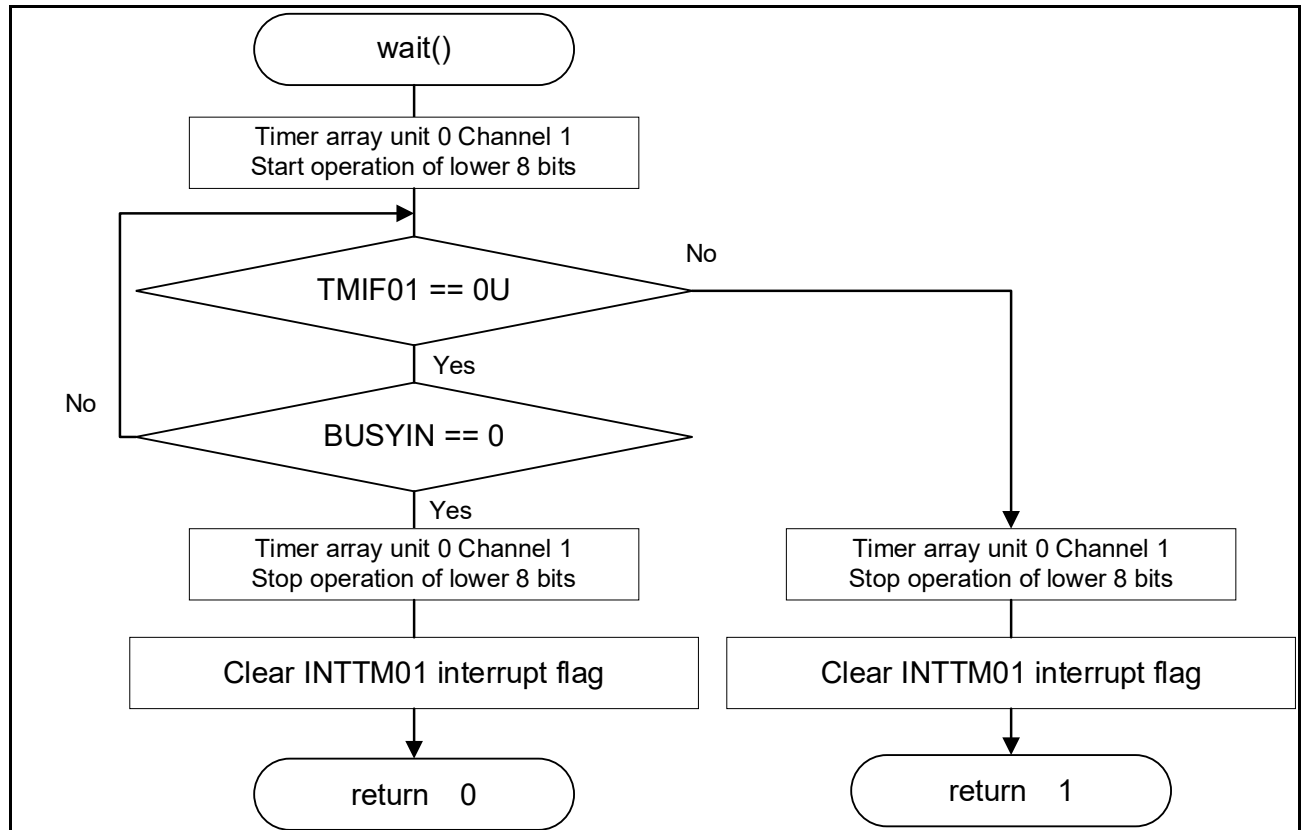 wait()
Timer array unit 0 Channel 1
Start operation of lower 8 bits
No
TMIF01 == 0U
Yes
No
BUSYIN == 0
Yes
Timer array unit 0 Channel 1
Stop operation of lower 8 bits
Timer array unit 0 Channel 1
Stop operation of lower 8 bits
Clear INTTM01 interrupt flag
Clear INTTM01 interrupt flag
return 0
return 1